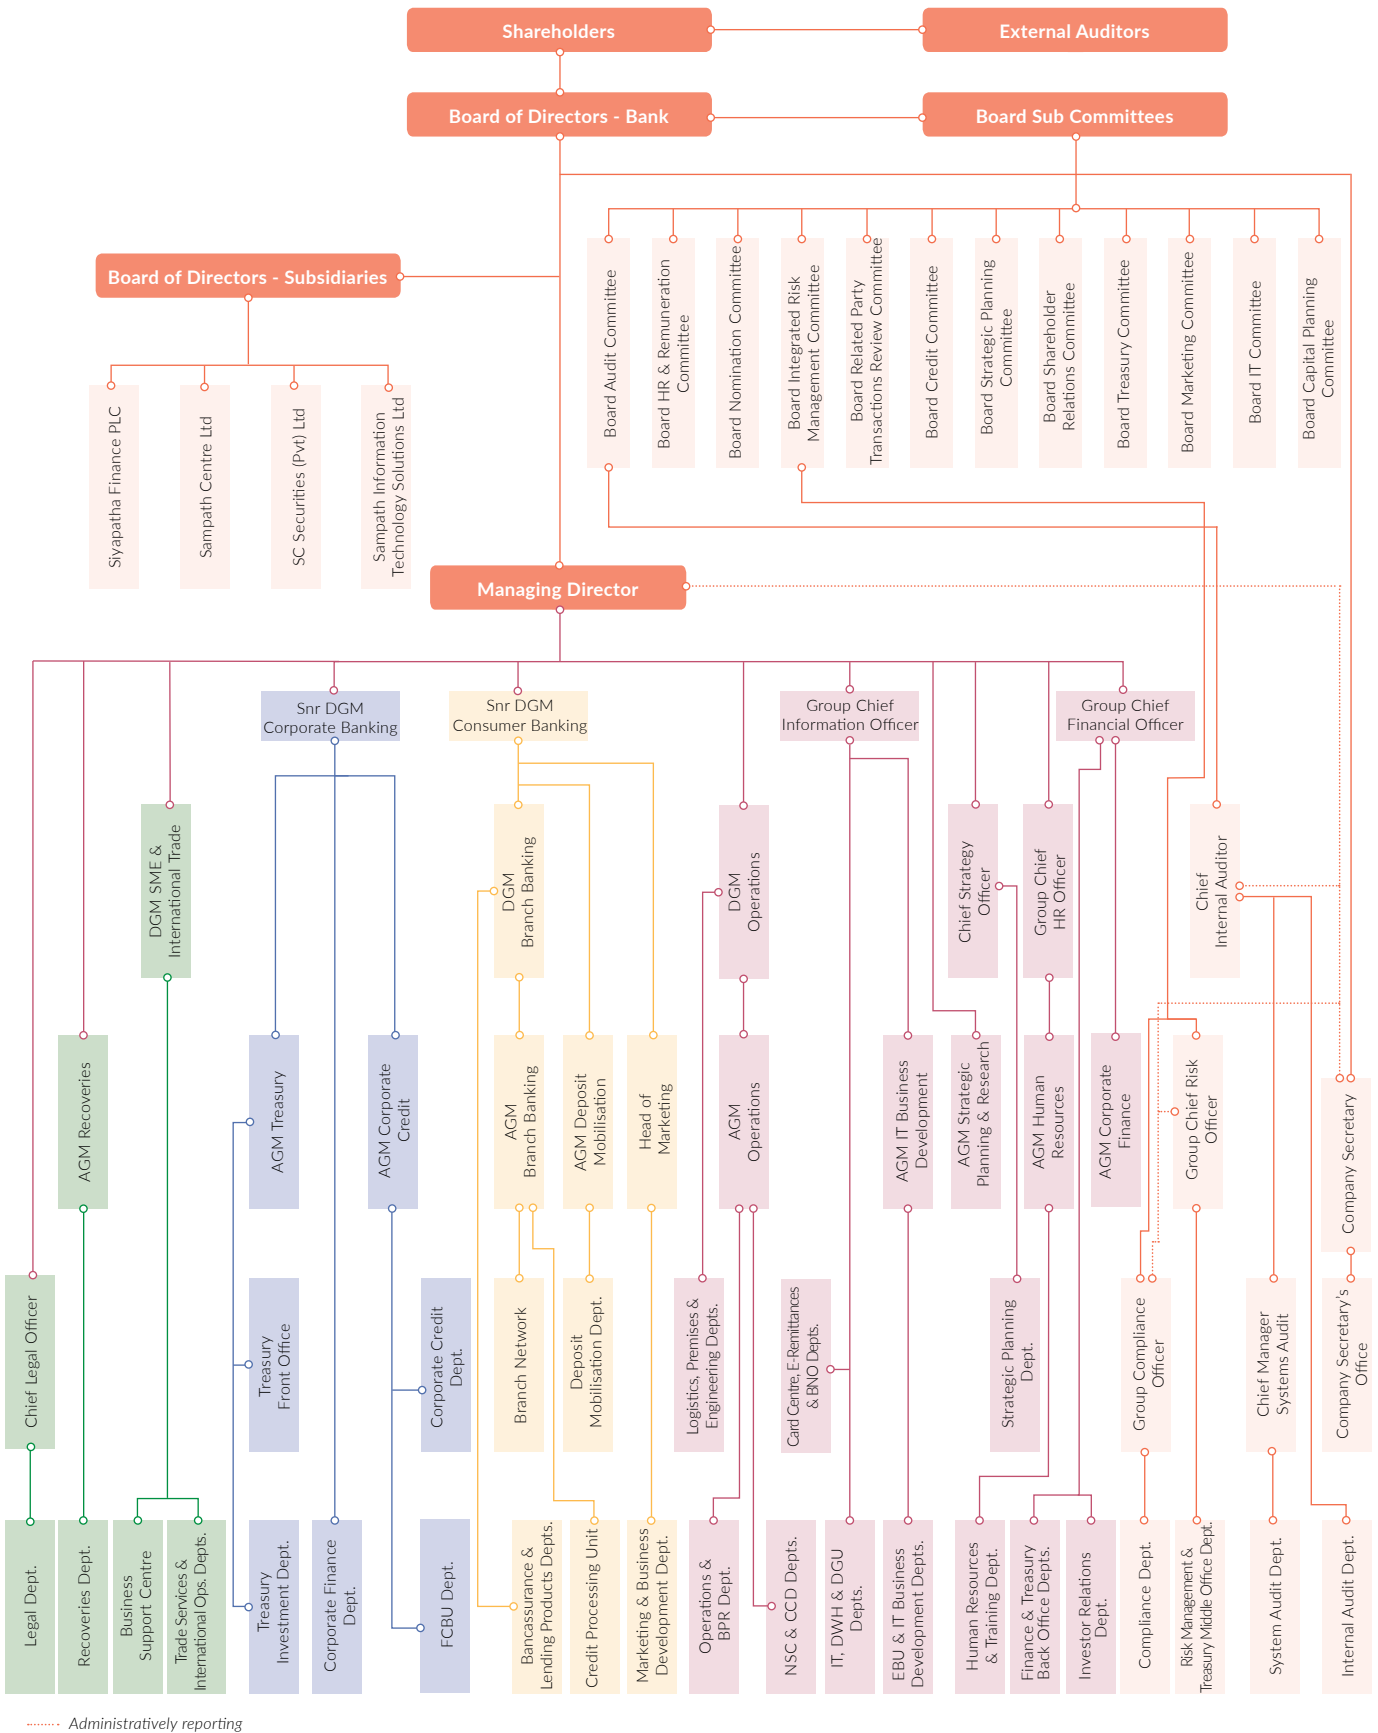 Shareholders
External Auditors
Board of Directors - Bank
Board Sub Committees
Board of Directors - Subsidiaries
Siyapatha Finance PLC
Sampath Centre Ltd
SC Securities (Pvt) Ltd
Sampath Information
Technology Solutions Ltd
Board Audit Committee
Board HR & Remuneration
Committee
Board Nomination Committee
Board Integrated Risk
Management Committee
Board Related Party
Transactions Review Committee
Board Credit Committee
Board Strategic Planning
Committee
Board Shareholder
Relations Committee
Board Treasury Committee
Board Marketing Committee
Board IT Committee
Board Capital Planning
Committee
Managing Director
Snr DGM
Corporate Banking
Snr DGM
Consumer Banking
Group Chief
Information Officer
Group Chief
Financial Officer
DGM SME &
International Trade
DGM
Branch Banking
DGM
Operations
Chief Strategy
Officer
Group Chief
HR Officer
Chief
Internal Auditor
AGM Recoveries
AGM Treasury
AGM Corporate
Credit
AGM
Branch Banking
AGM Deposit
Mobilisation
Head of
Marketing
AGM
Operations
AGM IT Business
Development
AGM Strategic
Planning & Research
AGM Human
Resources
AGM Corporate
Finance
Group Chief Risk
Officer
Company Secretary
Chief Legal Officer
Treasury
Front Office
Corporate Credit
Dept.
Branch Network
Deposit
Mobilisation Dept.
Logistics, Premises &
Engineering Depts.
Card Centre, E-Remittances
& BNO Depts.
Strategic Planning
Dept.
Group Compliance
Officer
Chief Manager
Systems Audit
Company Secretary's
Office
Legal Dept.
Recoveries Dept.
Business
Support Centre
Trade Services &
International Ops. Depts.
Treasury
Investment Dept.
Corporate Finance
Dept.
FCBU Dept.
Bancassurance &
Lending Products Depts.
Credit Processing Unit
Marketing & Business
Development Dept.
Operations &
BPR Dept.
NSC & CCD Depts.
IT, DWH & DGU
Depts.
EBU & IT Business
Development Depts.
Human Resources
& Training Dept.
Finance & Treasury
Back Office Depts.
Investor Relations
Dept.
Compliance Dept.
Risk Management &
Treasury Middle Office Dept.
System Audit Dept.
Internal Audit Dept.
Administratively reporting